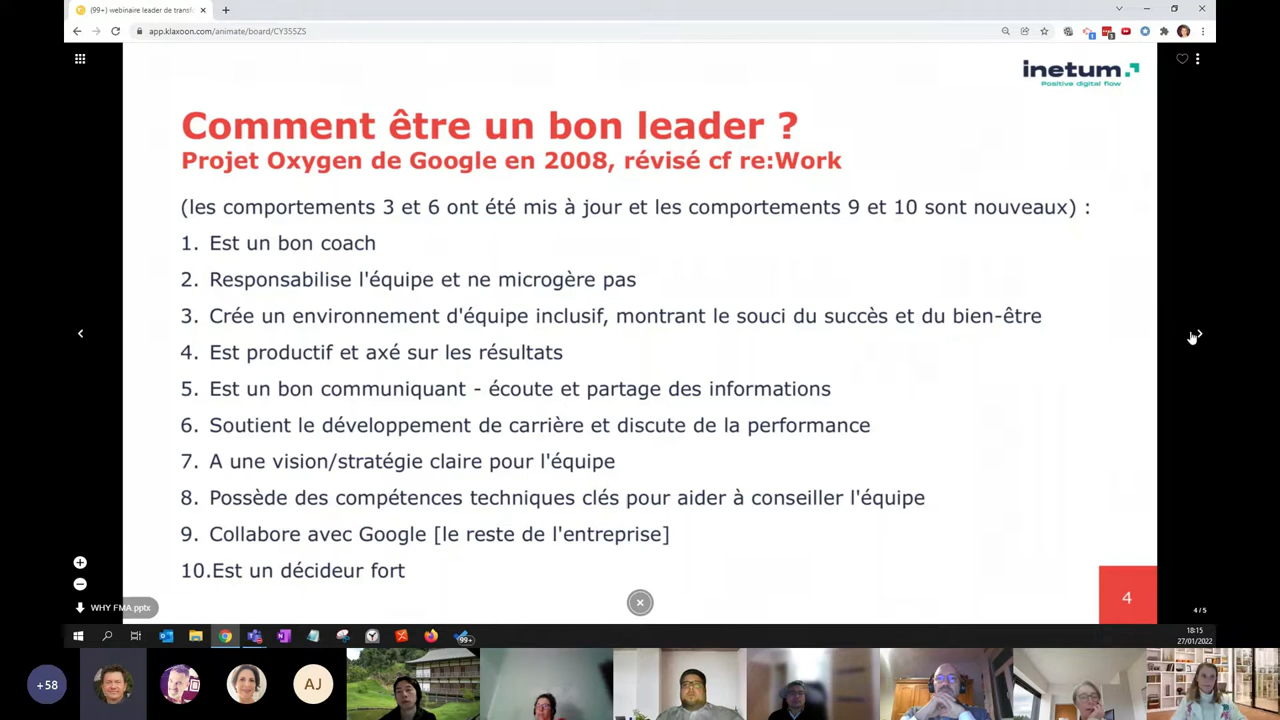 (99+) webinaire leader de transf
app.klaxoon.com/animate/board/CY355ZS
inetum.
Positive digital flow
Comment être un bon leader ?
Projet Oxygen de Google en 2008, révisé cf re:Work
(les comportements 3 et 6 ont été mis à jour et les comportements 9 et 10 sont nouveaux) :
1. Est un bon coach
2. Responsabilise l'équipe et ne microgère pas
3. Crée un environnement d'équipe inclusif, montrant le souci du succès et du bien-être
4. Est productif et axé sur les résultats
5. Est un bon communiquant - écoute et partage des informations
6. Soutient le développement de carrière et discute de la performance
7. A une vision/stratégie claire pour l'équipe
8. Possède des compétences techniques clés pour aider à conseiller l'équipe
9. Collabore avec Google [le reste de l'entreprise]
10.Est un décideur fort
4
WHY FMA.pptx
4/5
99+
18:15
27/01/2022
+58
AJ